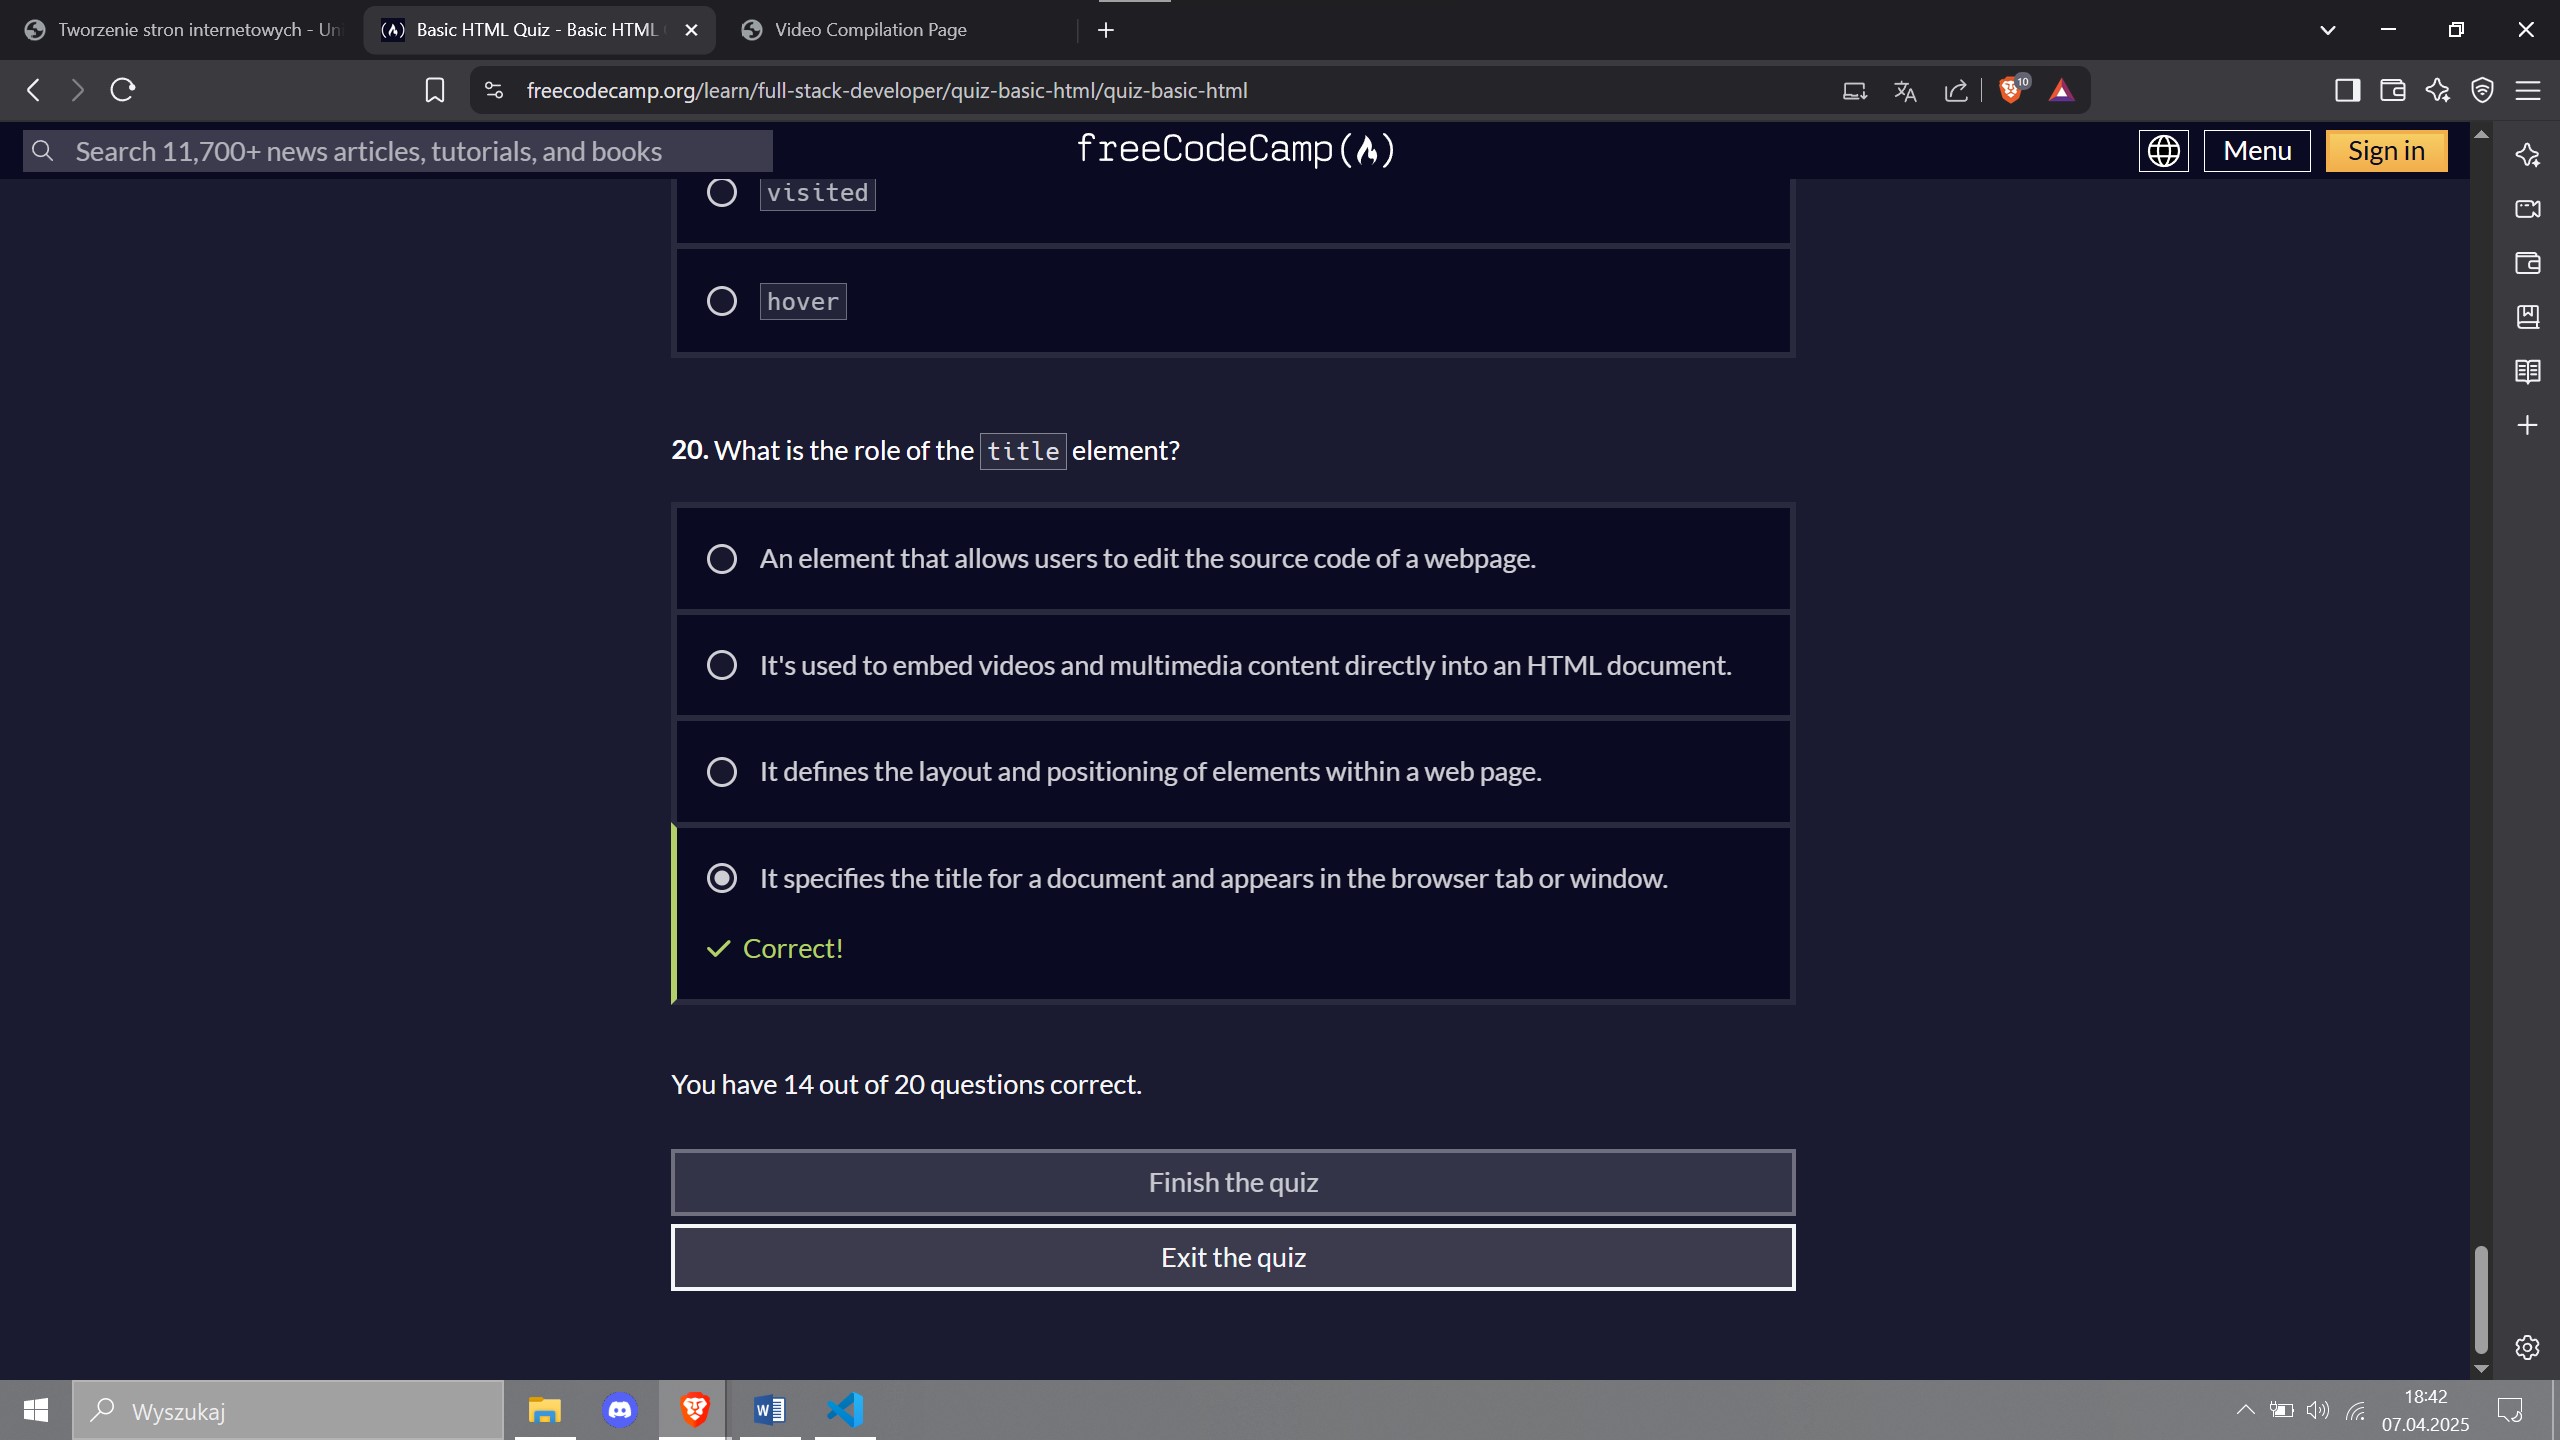 Tworzenie stron internetowych - Uni
Basic HTML Quiz - Basic HTML
Video Compilation Page
freecodecamp.org/learn/full-stack-developer/quiz-basic-html/quiz-basic-html
10
Search 11,700+ news articles, tutorials, and books
freeCodeCamp
Menu
Sign in
visited
hover
20. What is the role of the title element?
An element that allows users to edit the source code of a webpage.
It's used to embed videos and multimedia content directly into an HTML document.
It defines the layout and positioning of elements within a web page.
It specifies the title for a document and appears in the browser tab or window.
Correct!
You have 14 out of 20 questions correct.
Finish the quiz
Exit the quiz
Wyszukaj
18:42
07.04.2025